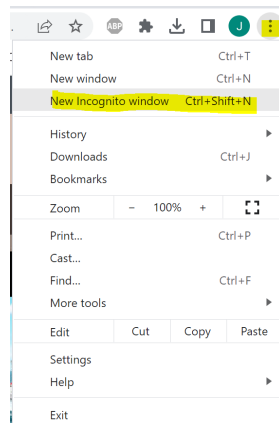 ABP J
New tab Ctrl+T
New window Ctrl+N
New Incognito window Ctrl+Shift+N
History
Downloads Ctrl+J
Bookmarks
Zoom - 100% +
Print... Ctrl+P
Cast...
Find... Ctrl+F
More tools
Edit Cut Copy Paste
Settings
Help
Exit